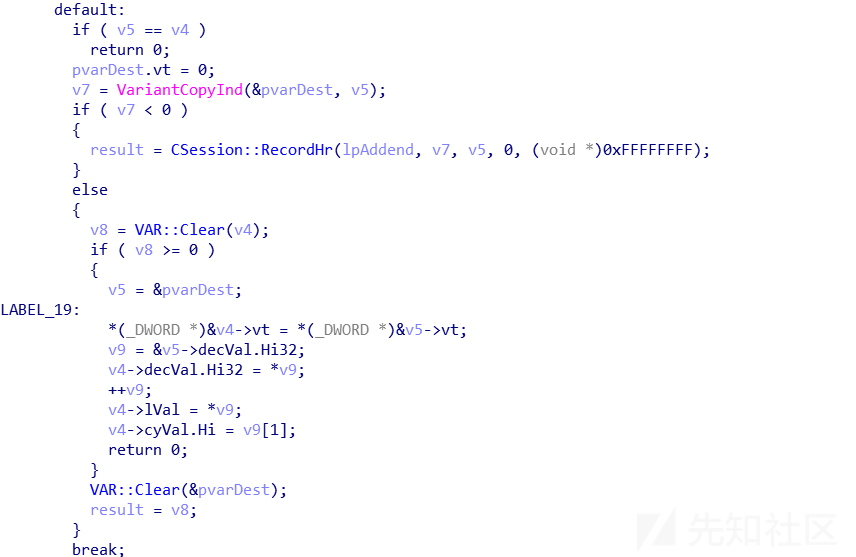 default:
if ( v5 == v4 )
return 0;
pvarDest.vt = 0;
v7 = VariantCopyInd(&pvarDest, v5);
if ( v7 < 0 )
{
result = CSession::RecordHr(lpAddend, v7, v5, 0, (void *)0xFFFFFFFF);
}
else
{
v8 = VAR::Clear(v4);
if ( v8 >= 0 )
{
v5 = &pvarDest;
LABEL_19:
*(_DWORD *)&v4->vt = *(_DWORD *)&v5->vt;
v9 = &v5->decVal.Hi32;
v4->decVal.Hi32 = *v9;
++v9;
v4->lVal = *v9;
v4->cyVal.Hi = v9[1];
return 0;
}
VAR::Clear(&pvarDest);
result = v8;
}
break;
先知社区